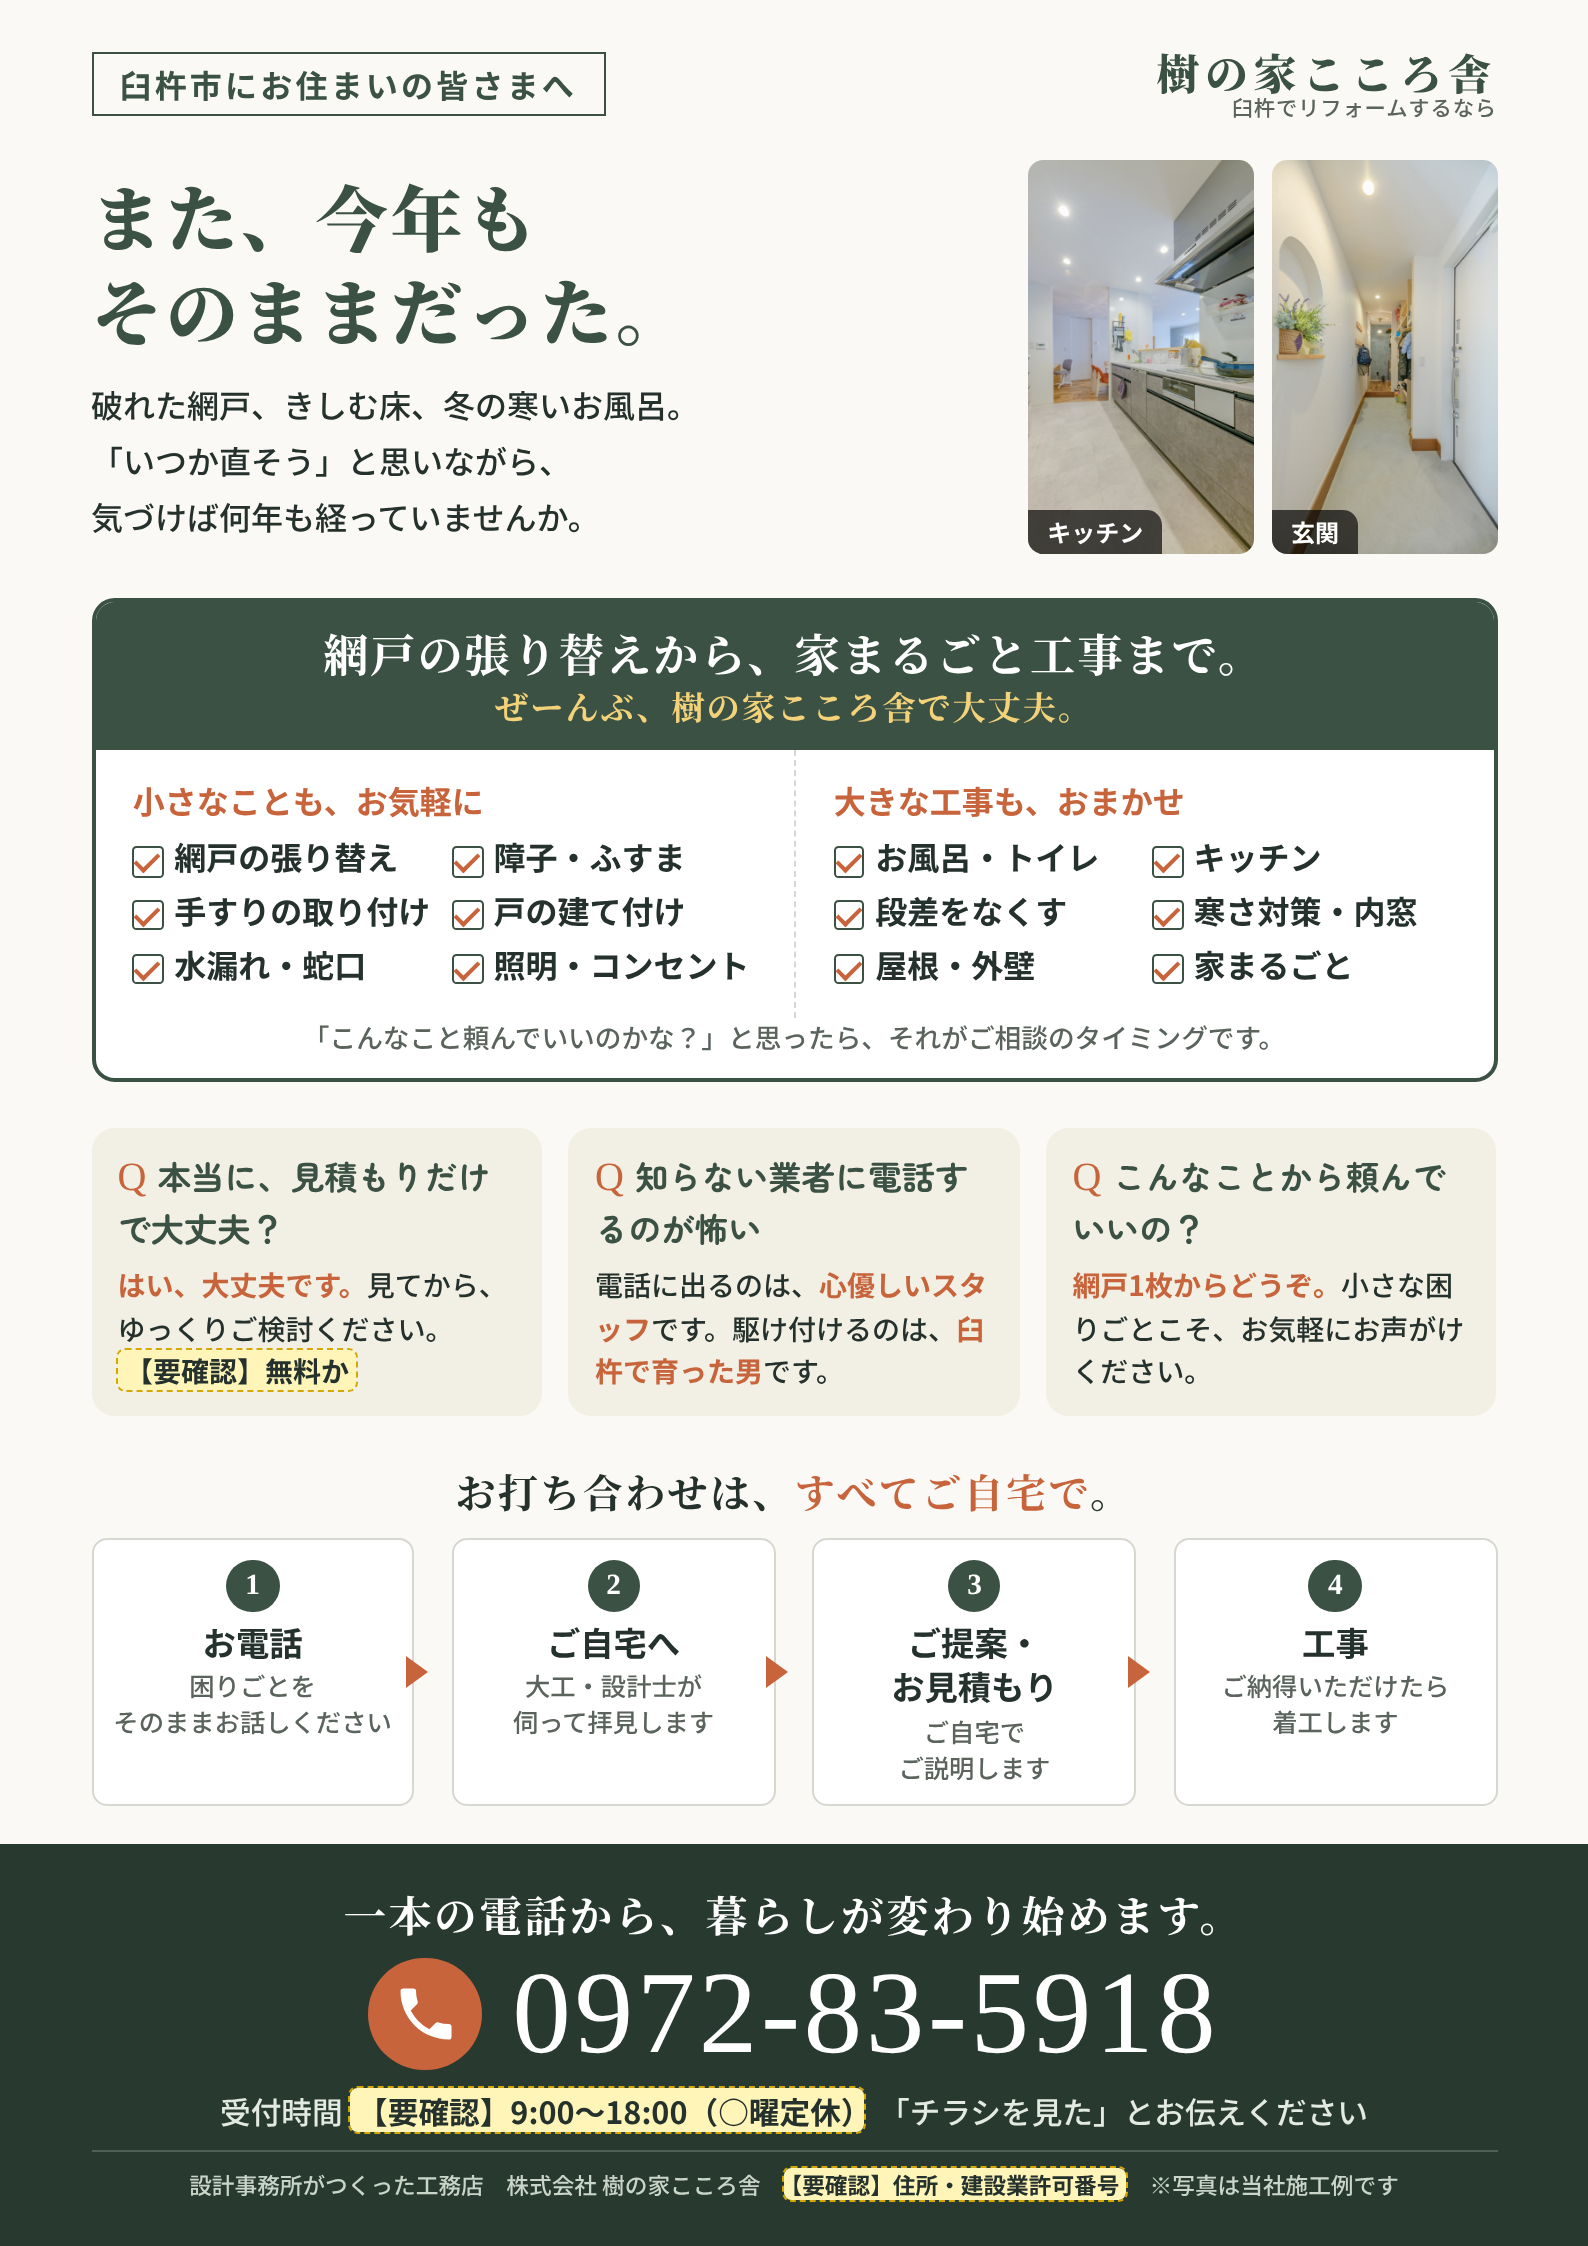 臼杵市にお住まいの皆さまへ
樹の家こころ舎
臼杵でリフォームするなら
また、今年も
そのままだった。
破れた網戸、きしむ床、冬の寒いお風呂。
「いつか直そう」と思いながら、
気づけば何年も経っていませんか。
キッチン
玄関
網戸の張り替えから、家まるごと工事まで。
ぜーんぶ、樹の家こころ舎で大丈夫。
小さなことも、お気軽に
網戸の張り替え
障子・ふすま
手すりの取り付け
戸の建て付け
水漏れ・蛇口
照明・コンセント
大きな工事も、おまかせ
お風呂・トイレ
キッチン
段差をなくす
寒さ対策・内窓
屋根・外壁
家まるごと
「こんなこと頼んでいいのかな？」と思ったら、それがご相談のタイミングです。
Q 本当に、見積もりだけ
で大丈夫？
はい、大丈夫です。見てから、
ゆっくりご検討ください。
【要確認】無料か
Q 知らない業者に電話す
るのが怖い
電話に出るのは、心優しいスタ
ッフです。駆け付けるのは、臼
杵で育った男です。
Q こんなことから頼んで
いいの？
網戸1枚からどうぞ。小さな困
りごとこそ、お気軽にお声がけ
ください。
お打ち合わせは、すべてご自宅で。
1
お電話
困りごとを
そのままお話しください
2
ご自宅へ
大工・設計士が
伺って拝見します
3
ご提案・
お見積もり
ご自宅で
ご説明します
4
工事
ご納得いただけたら
着工します
一本の電話から、暮らしが変わり始めます。
0972-83-5918
受付時間【要確認】9:00〜18:00（○曜定休） 「チラシを見た」とお伝えください
設計事務所がつくった工務店　株式会社 樹の家こころ舎　【要確認】住所・建設業許可番号　※写真は当社施工例です